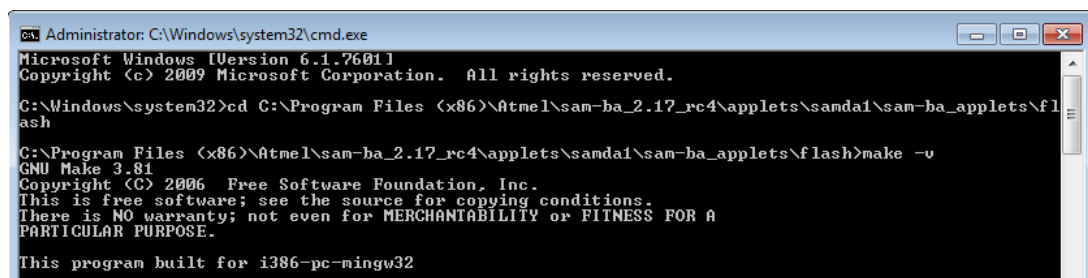 Administrator: C:\Windows\system32\cmd.exe
Microsoft Windows [Version 6.1.7601]
Copyright (c) 2009 Microsoft Corporation.  All rights reserved.
C:\Windows\system32>cd C:\Program Files (x86)\Atmel\sam-ba_2.17_rc4\applets\samda1\sam-ba_applets\fl
ash
C:\Program Files (x86)\Atmel\sam-ba_2.17_rc4\applets\samda1\sam-ba_applets\flash>make -v
GNU Make 3.81
Copyright (C) 2006  Free Software Foundation, Inc.
This is free software; see the source for copying conditions.
There is NO warranty; not even for MERCHANTABILITY or FITNESS FOR A
PARTICULAR PURPOSE.
This program built for i386-pc-mingw32